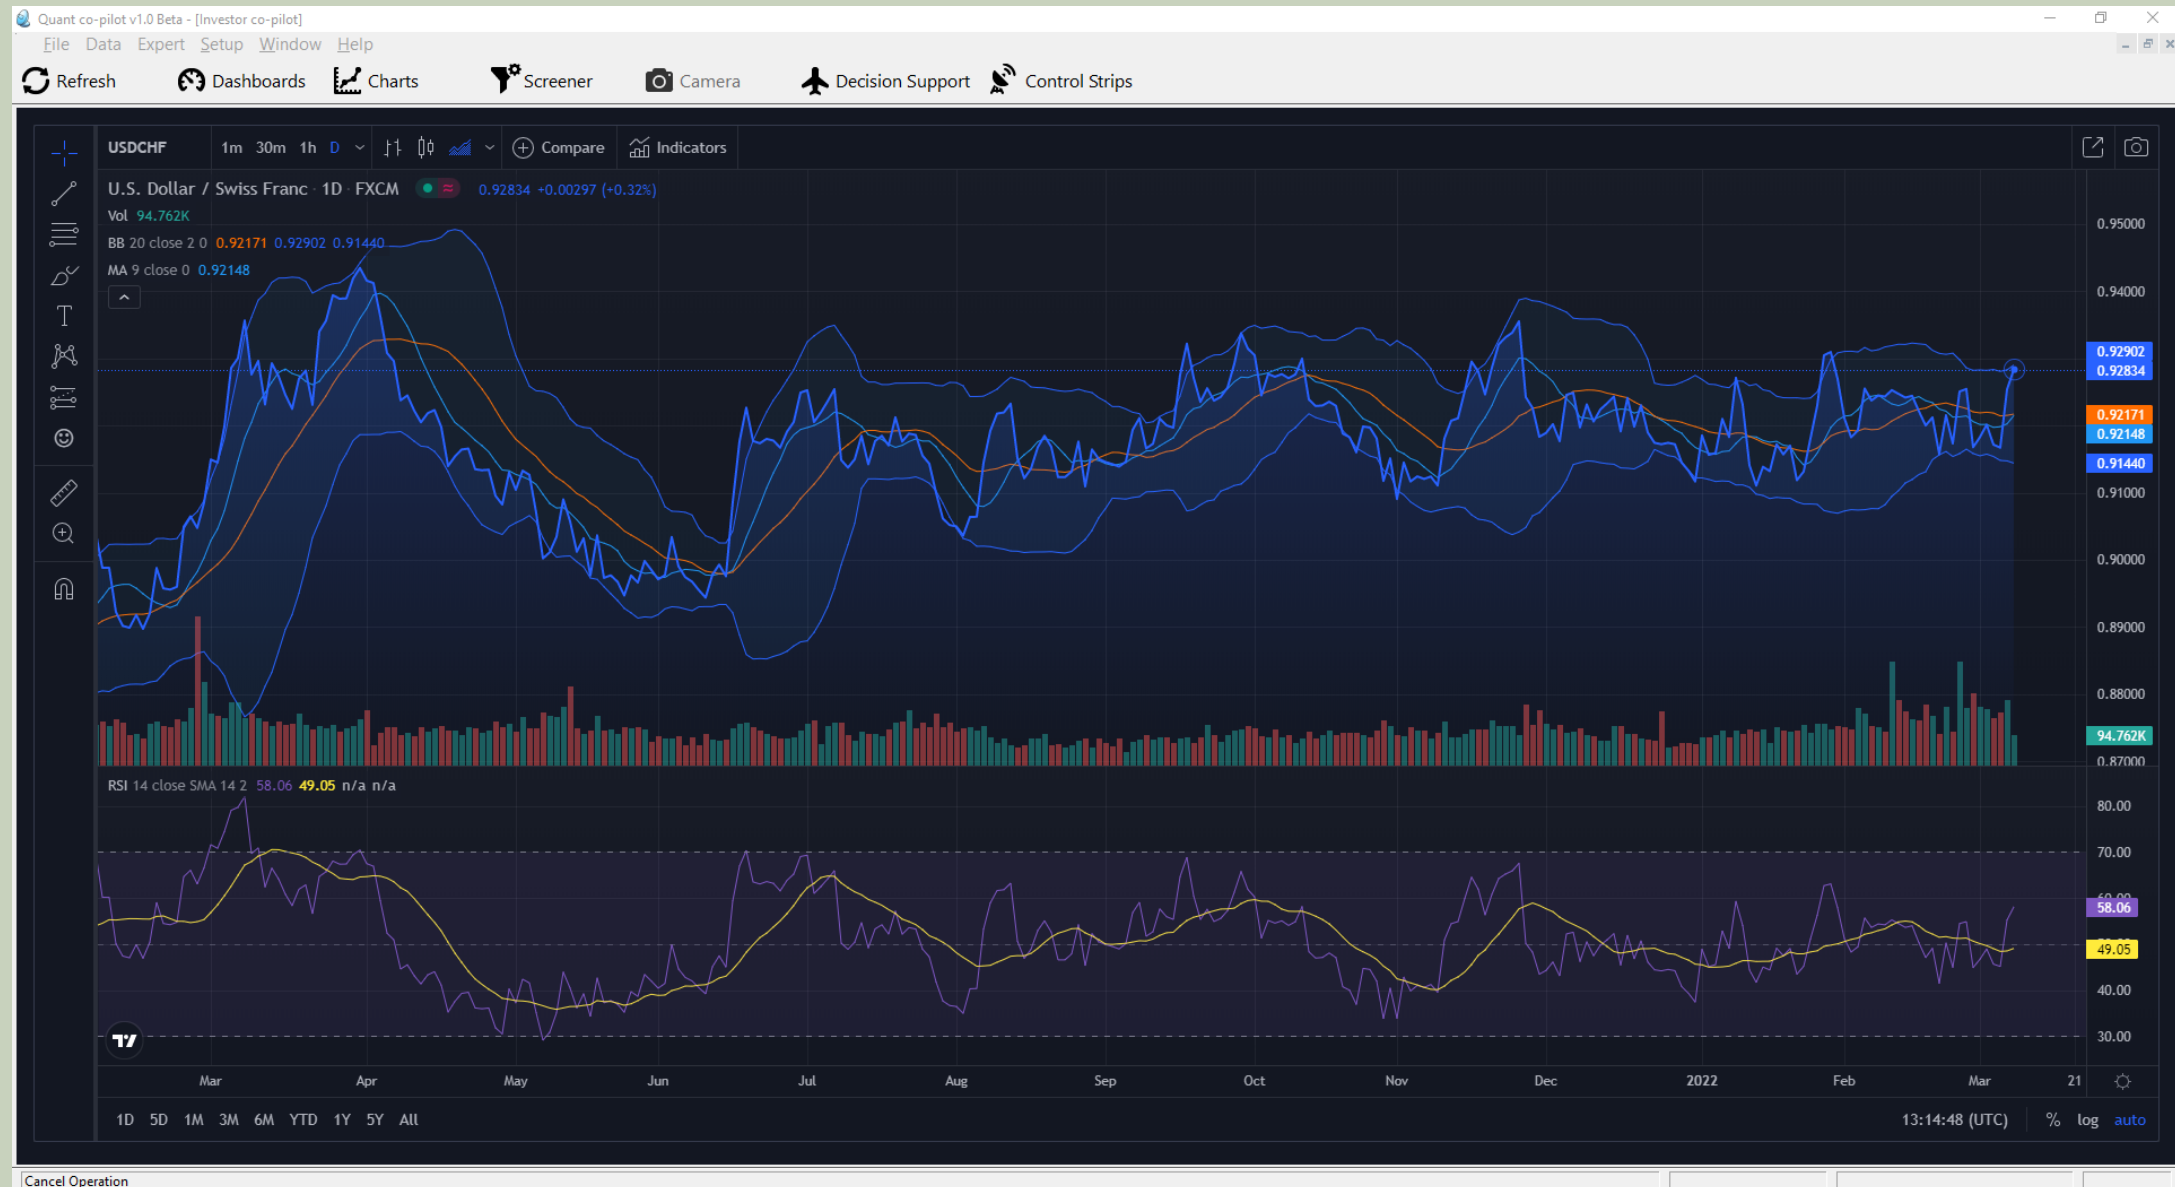 Quant co-pilot v1.0 Beta - [Investor co-pilot]
File Data Expert Setup Window Help
Refresh Dashboards Charts Screener Camera Decision Support Control Strips
USDCHF 1m 30m 1h D Compare Indicators
U.S. Dollar / Swiss Franc · 1D · FXCM 0.92834 +0.00297 (+0.32%)
Vol 94.762K
BB 20 close 2 0 0.92171 0.92902 0.91440
MA 9 close 0 0.92148
0.95000
0.94000
0.92902
0.92834
0.92171
0.92148
0.91440
0.91000
0.90000
0.89000
0.88000
94.762K
0.87000
RSI 14 close SMA 14 2 58.06 49.05 n/a n/a
80.00
70.00
60.00
58.06
49.05
40.00
30.00
Mar Apr May Jun Jul Aug Sep Oct Nov Dec 2022 Feb Mar 21
1D 5D 1M 3M 6M YTD 1Y 5Y All 13:14:48 (UTC) % log auto
Cancel Operation